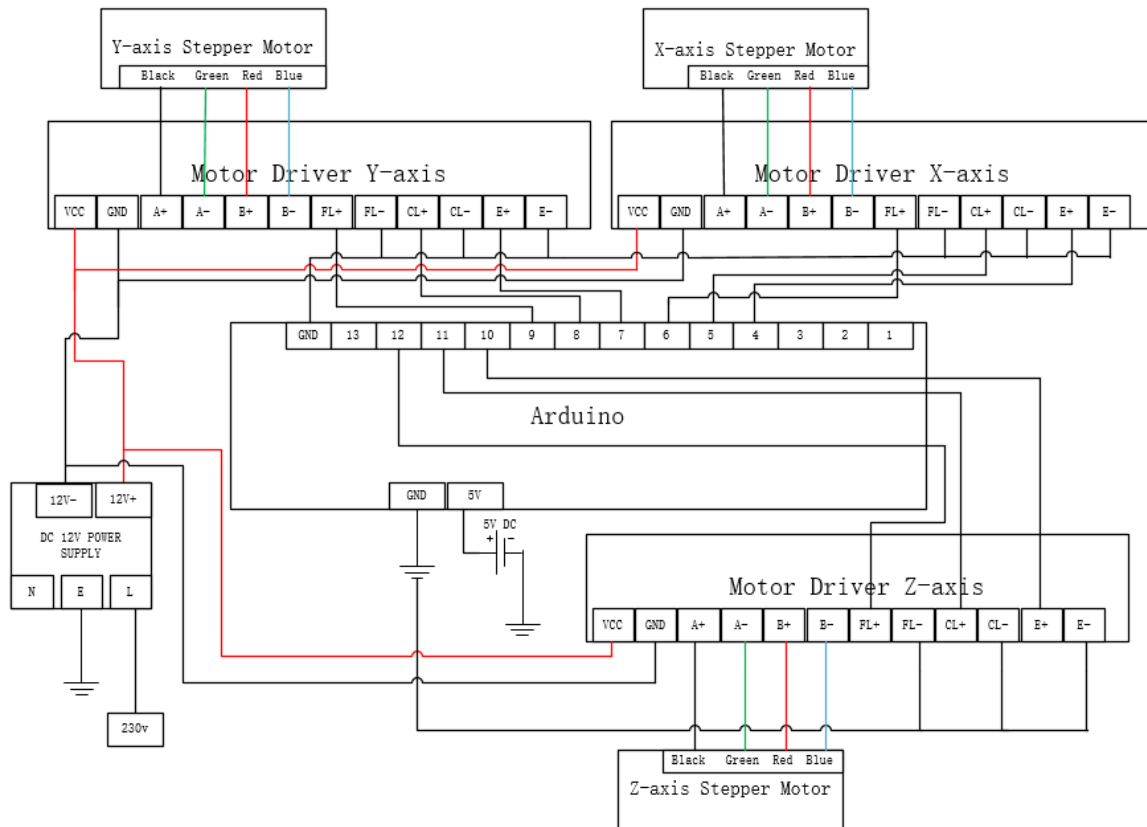 Y-axis Stepper Motor
Black Green Red Blue
X-axis Stepper Motor
Black Green Red Blue
Motor Driver Y-axis
VCC GND A+ A- B+ B- FL+ FL- CL+ CL- E+ E-
Motor Driver X-axis
VCC GND A+ A- B+ B- FL+ FL- CL+ CL- E+ E-
GND 13 12 11 10 9 8 7 6 5 4 3 2 1
Arduino
GND 5V
5V DC
+ -
12V- 12V+
DC 12V POWER
SUPPLY
N E L
230v
Motor Driver Z-axis
VCC GND A+ A- B+ B- FL+ FL- CL+ CL- E+ E-
Black Green Red Blue
Z-axis Stepper Motor